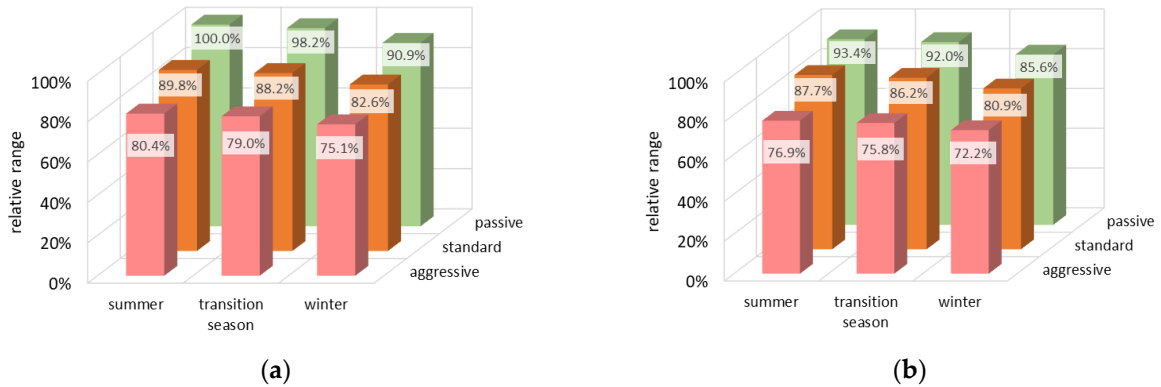 100.0%
98.2%
90.9%
89.8%
88.2%
82.6%
80.4%
79.0%
75.1%
100%
80%
60%
40%
20%
0%
relative range
passive
standard
aggressive
summer
transition
season
winter
(a)
93.4%
92.0%
85.6%
87.7%
86.2%
80.9%
76.9%
75.8%
72.2%
100%
80%
60%
40%
20%
0%
relative range
passive
standard
aggressive
summer
transition
season
winter
(b)